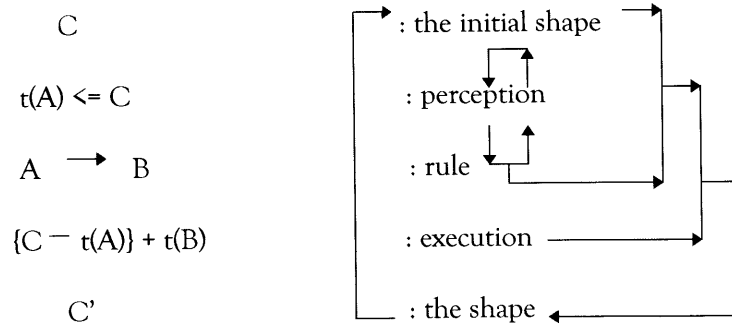 C : the initial shape
t(A) <= C : perception
A → B : rule
{C — t(A)} + t(B) : execution
C' : the shape